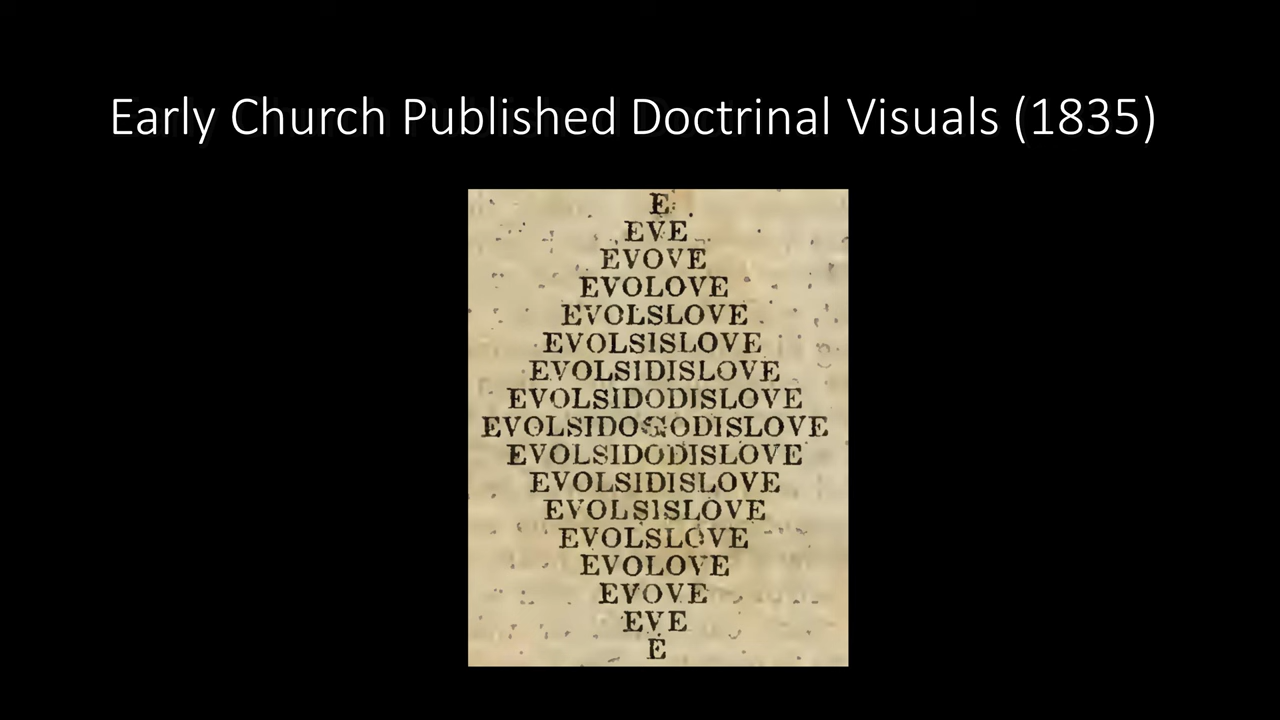 Early Church Published Doctrinal Visuals (1835)
E
EVE
EVOVE
EVOLOVE
EVOLSLOVE
EVOLSISLOVE
EVOLSIDISLOVE
EVOLSIDODISLOVE
EVOLSIDOGODISLOVE
EVOLSIDODISLOVE
EVOLSIDISLOVE
EVOLSISLOVE
EVOLSLOVE
EVOLOVE
EVOVE
EVE
E